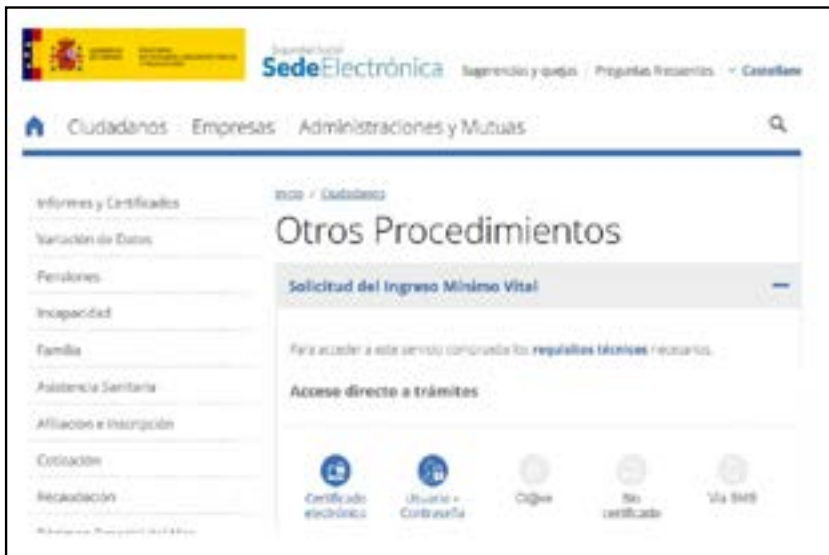 Seguridad Social
SedeElectrónica
Sugerencias y quejas
Preguntas frecuentes
Castellano
Ciudadanos
Empresas
Administraciones y Mutuas
Informes y Certificados
Variación de Datos
Pensiones
Incapacidad
Familia
Asistencia Sanitaria
Afiliación e Inscripción
Cotización
Recaudación
Inicio / Ciudadanos
Otros Procedimientos
Solicitud del Ingreso Mínimo Vital
Para acceder a este servicio compruebe los requisitos técnicos necesarios.
Acceso directo a trámites
Certificado
electrónico
Usuario +
Contraseña
Cl@ve
Sin
certificado
Vía SMS